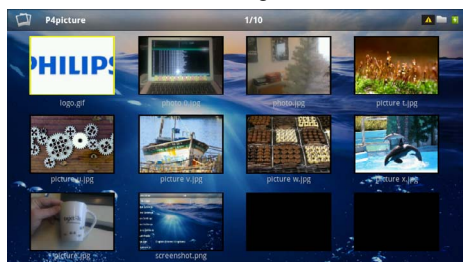 P4picture 1/10
PHILIPS
logo.gif
photo.jpg
picture t.jpg
picture u.jpg
picture v.jpg
picture w.jpg
picture x.jpg
picture.jpg
screenshot.png